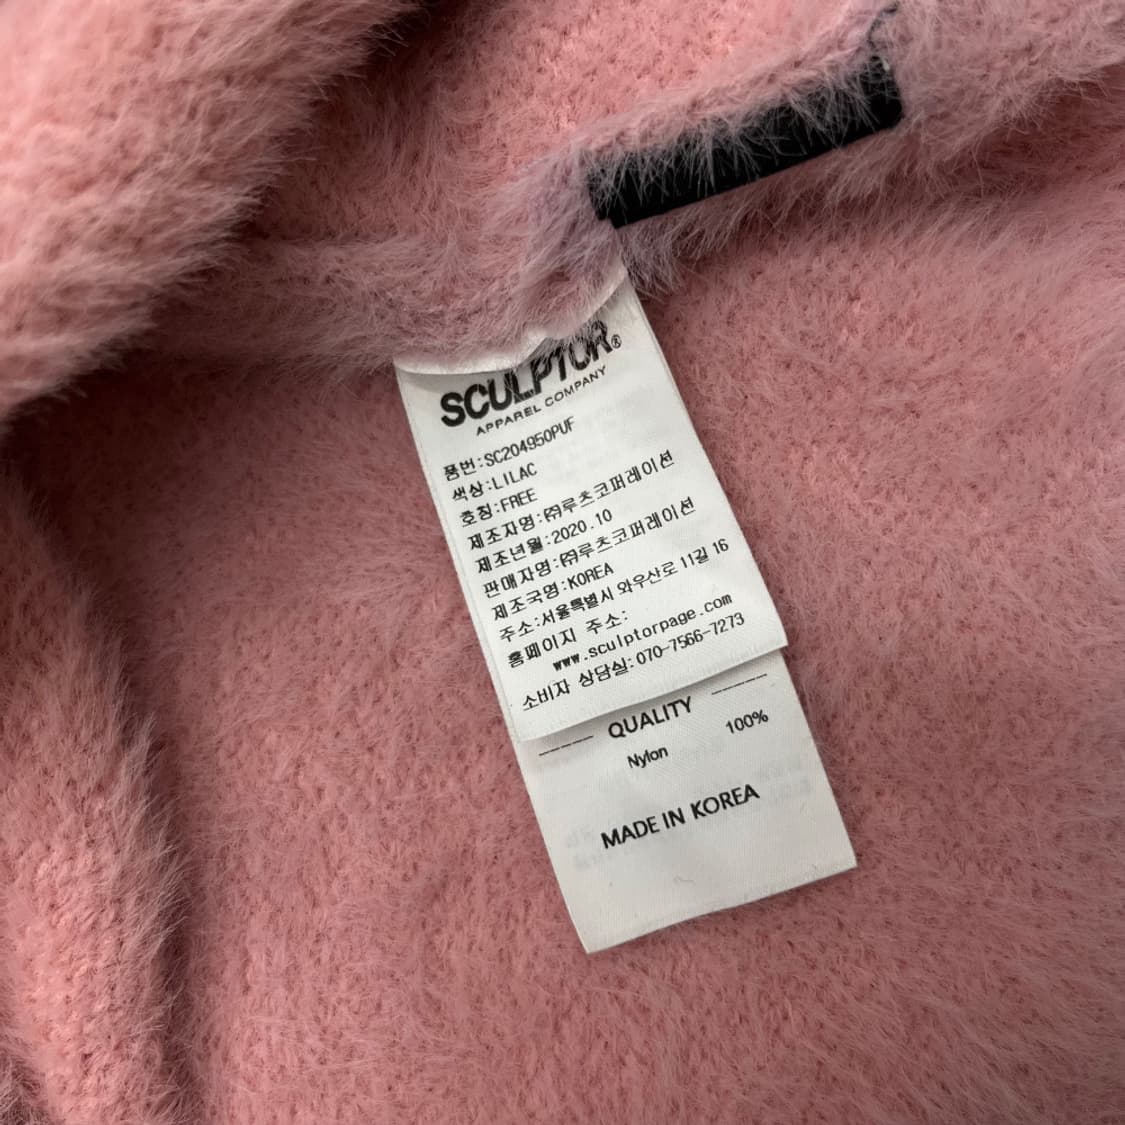 SCULPTOR®
APPAREL COMPANY
품번:SC204950PUF
색상:LILAC
호칭:FREE
제조자명:㈜루츠코퍼레이션
제조년월:2020.10
판매자명:㈜루츠코퍼레이션
제조국명:KOREA
주소:서울특별시 와우산로 11길 16
홈페이지 주소:
www.sculptorpage.com
소비자 상담실:070-7566-7273
---- QUALITY ----
Nylon 100%
MADE IN KOREA